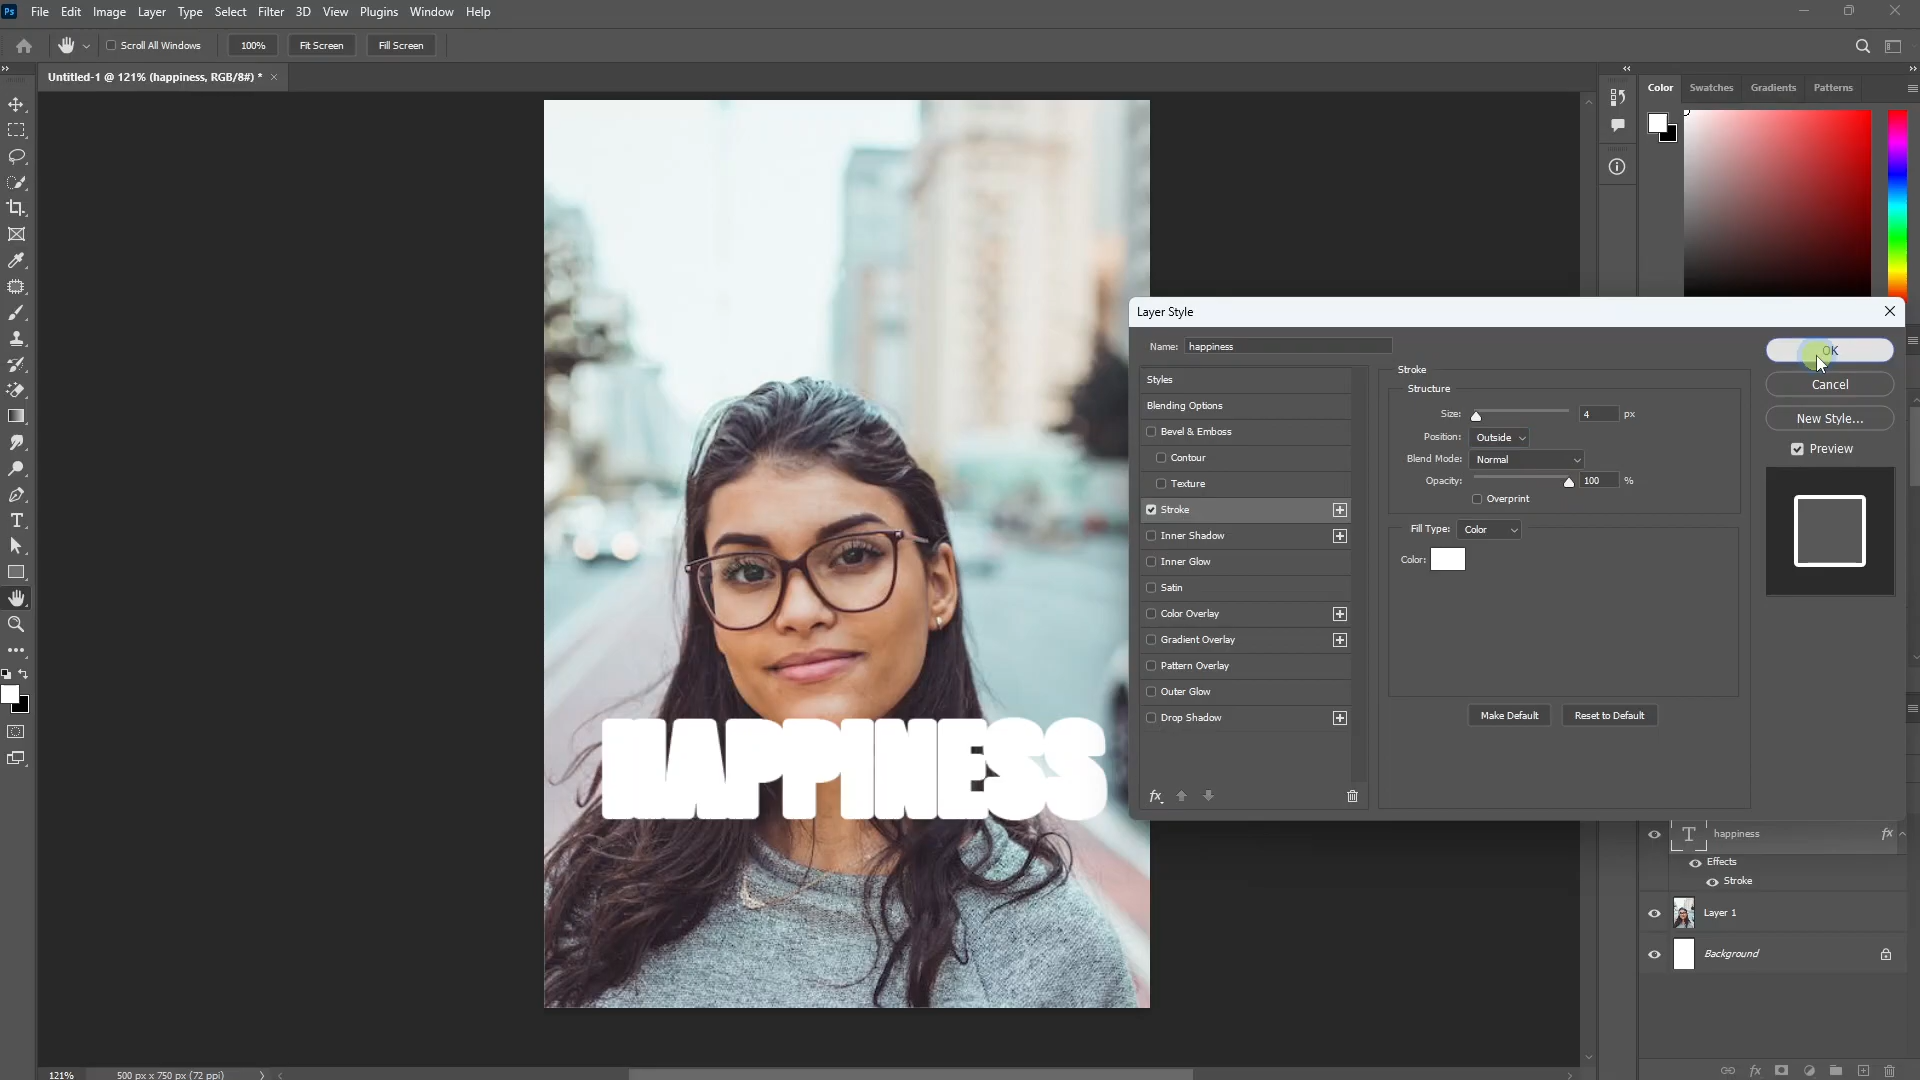 Ps File Edit Image Layer Type Select Filter 3D View Plugins Window Help
Scroll All Windows 100% Fit Screen Fill Screen
Untitled-1 @ 121% (happiness, RGB/8#) * ×
Color Swatches Gradients Patterns
Layer Style
Name: happiness
OK
Styles
Stroke
Cancel
Structure
Blending Options
Size: 4 px
New Style...
Bevel & Emboss
Position: Outside
Preview
Contour
Blend Mode: Normal
Texture
Opacity: 100 %
Overprint
Stroke
Fill Type: Color
Inner Shadow
Color:
Inner Glow
Satin
Color Overlay
Gradient Overlay
Pattern Overlay
Outer Glow
Drop Shadow
Make Default Reset to Default
HAPPINESS
fx
T happiness fx
Effects
Stroke
Layer 1
Background
fx
121% 500 px x 750 px (72 ppi)